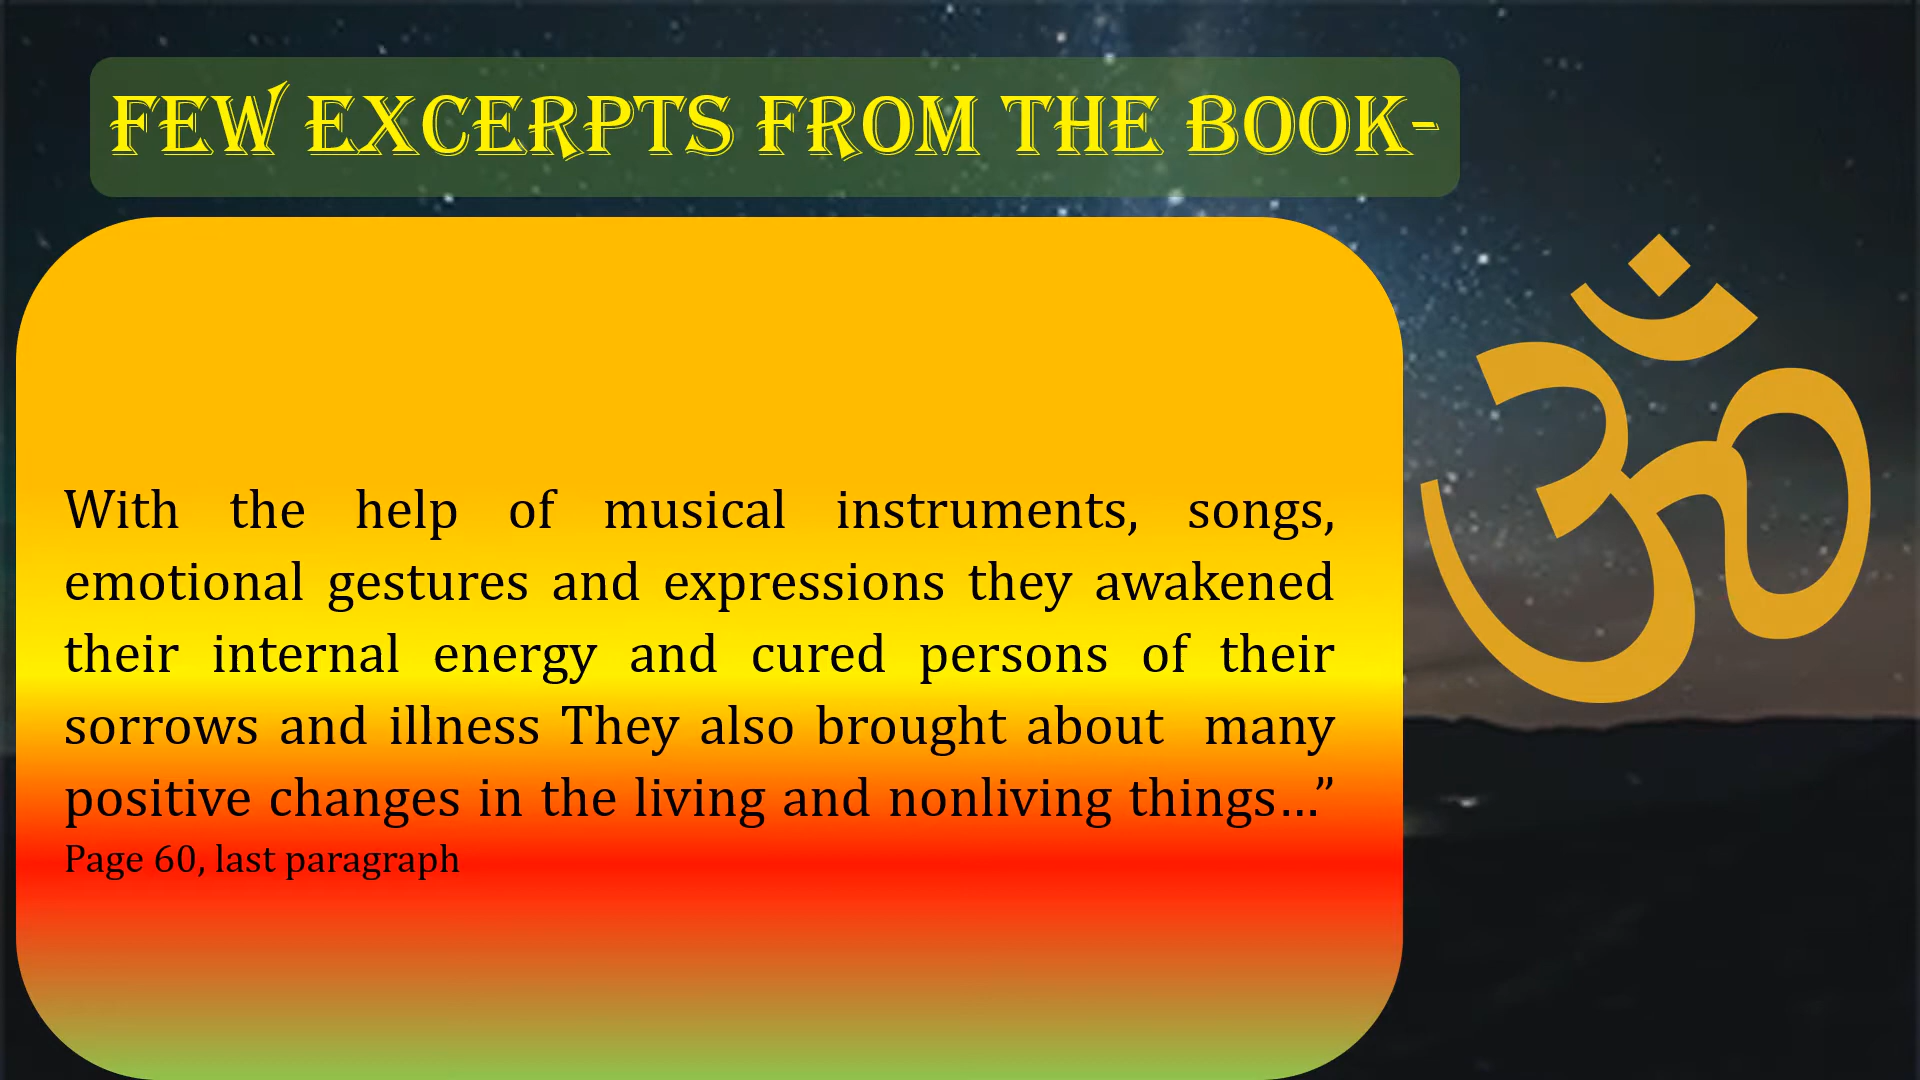 FEW EXCERPTS FROM THE BOOK-
With the help of musical instruments, songs,
emotional gestures and expressions they awakened
their internal energy and cured persons of their
sorrows and illness They also brought about  many
positive changes in the living and nonliving things...”
Page 60, last paragraph
ॐ